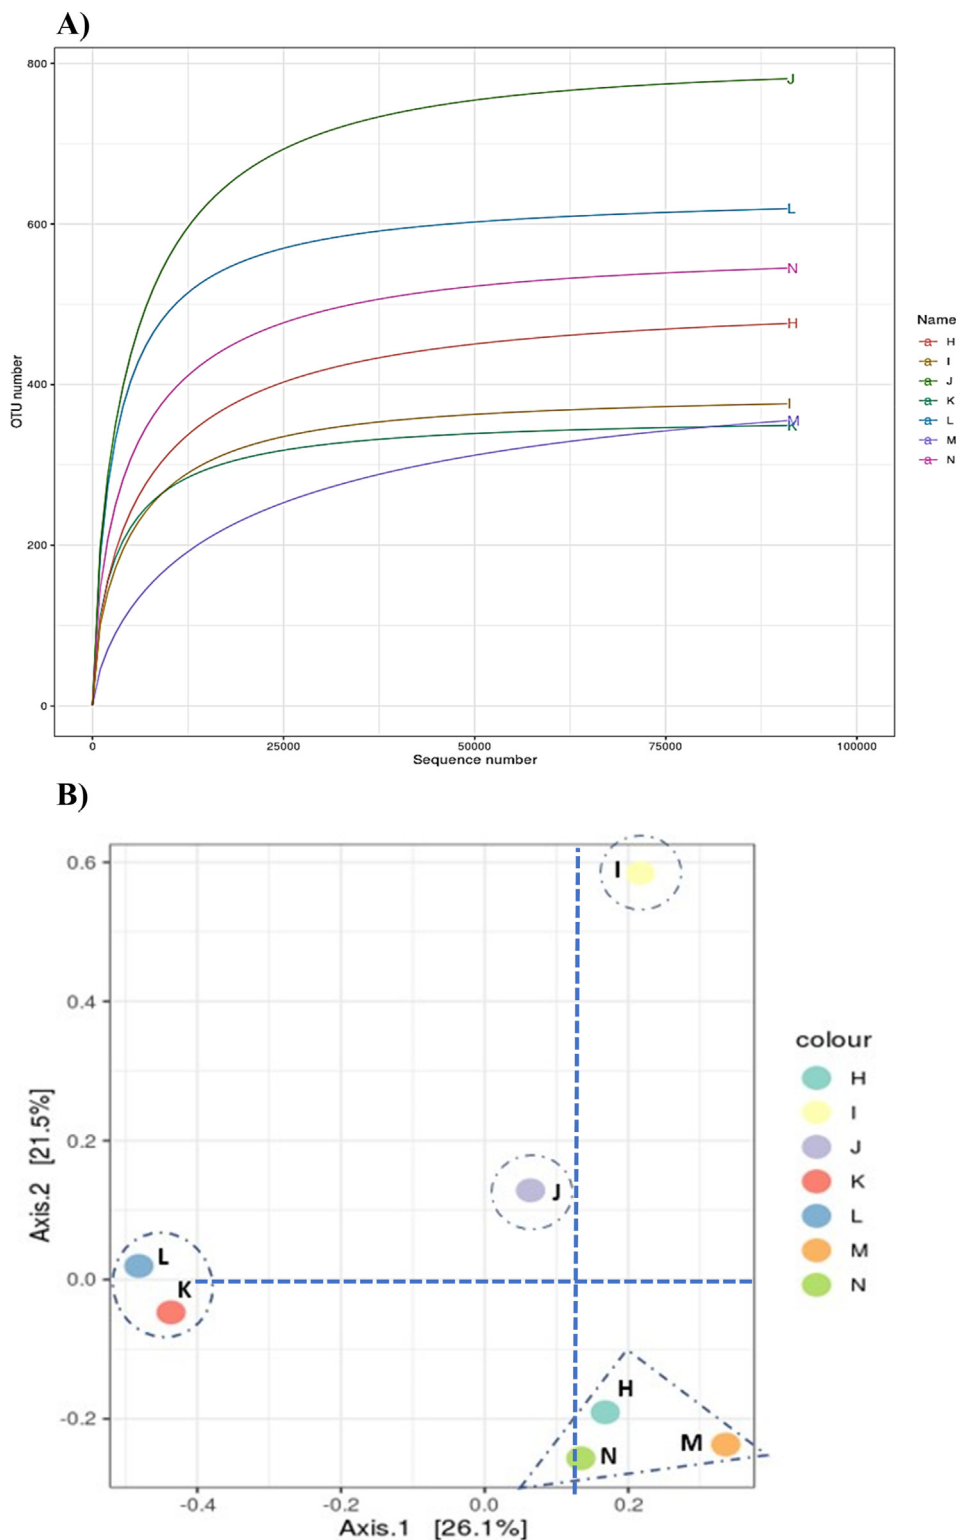 A)
800
600
400
200
0
OTU number
J
L
N
H
I
M
K
0 25000 50000 75000 100000
Sequence number
Name
a H
a I
a J
a K
a L
a M
a N
B)
0.6
0.4
0.2
0.0
-0.2
Axis.2 [21.5%]
I
J
L
K
H
M
N
-0.4 -0.2 0.0 0.2
Axis.1 [26.1%]
colour
H
I
J
K
L
M
N